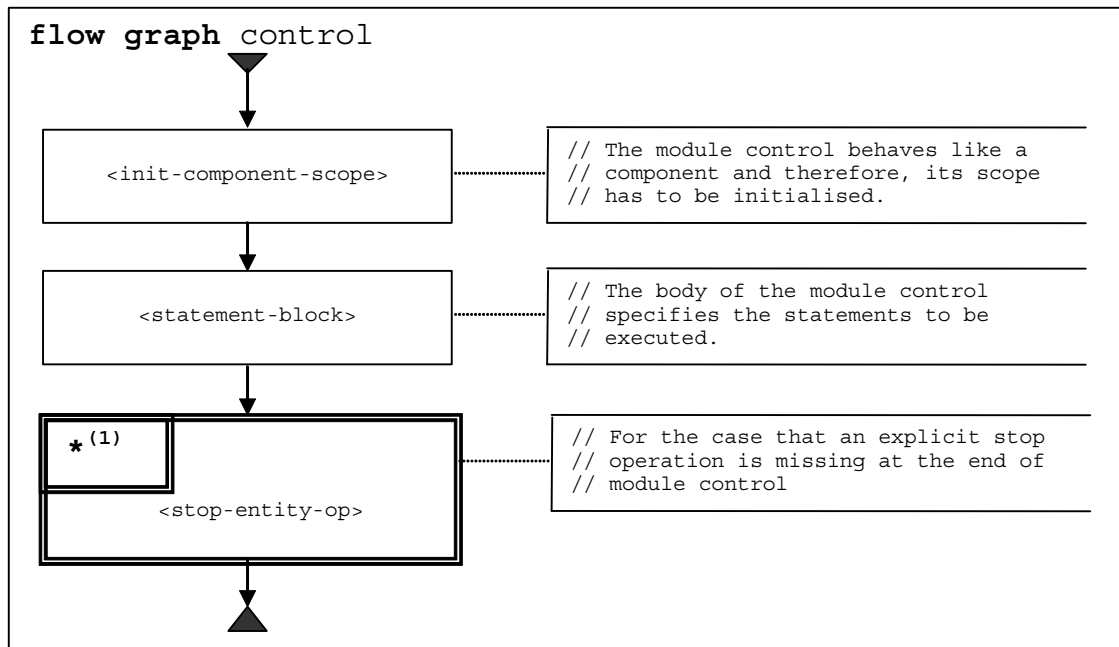 flow graph control
<init-component-scope>
// The module control behaves like a
// component and therefore, its scope
// has to be initialised.
<statement-block>
// The body of the module control
// specifies the statements to be
// executed.
*(1)
<stop-entity-op>
// For the case that an explicit stop
// operation is missing at the end of
// module control